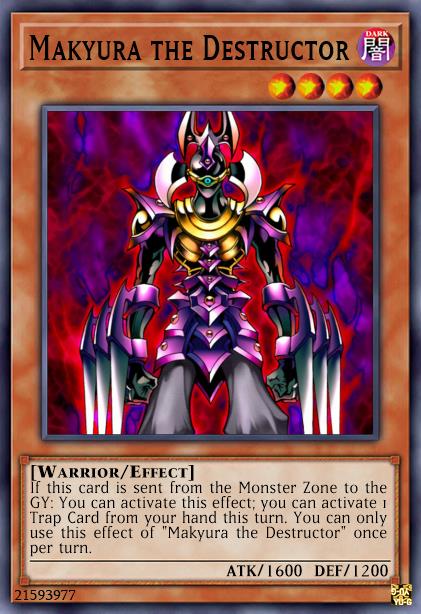 MAKYURA THE DESTRUCTOR
DARK
闇
[WARRIOR/EFFECT]
If this card is sent from the Monster Zone to the
GY: You can activate this effect; you can activate 1
Trap Card from your hand this turn. You can only
use this effect of "Makyura the Destructor" once
per turn.
ATK/1600 DEF/1200
21593977